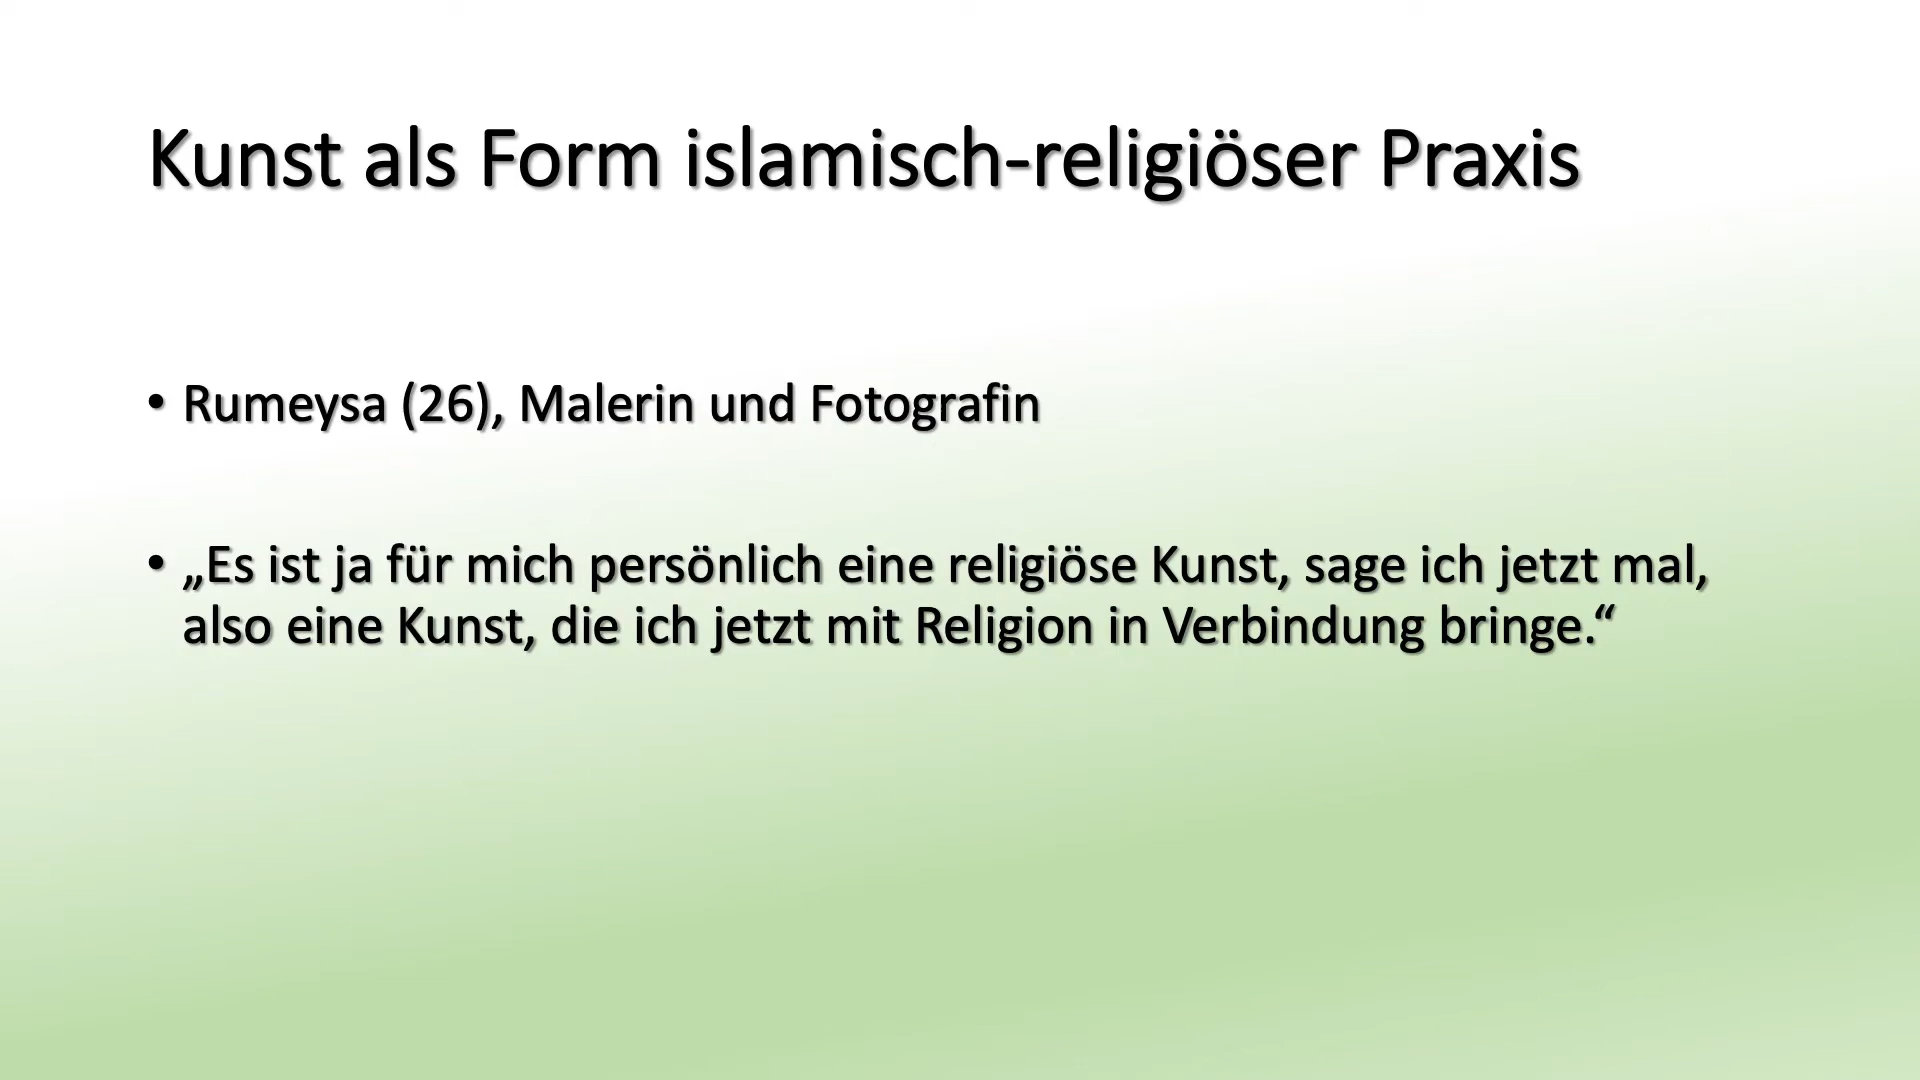 Kunst als Form islamisch-religiöser Praxis
• Rumeysa (26), Malerin und Fotografin
• „Es ist ja für mich persönlich eine religiöse Kunst, sage ich jetzt mal,
also eine Kunst, die ich jetzt mit Religion in Verbindung bringe.“